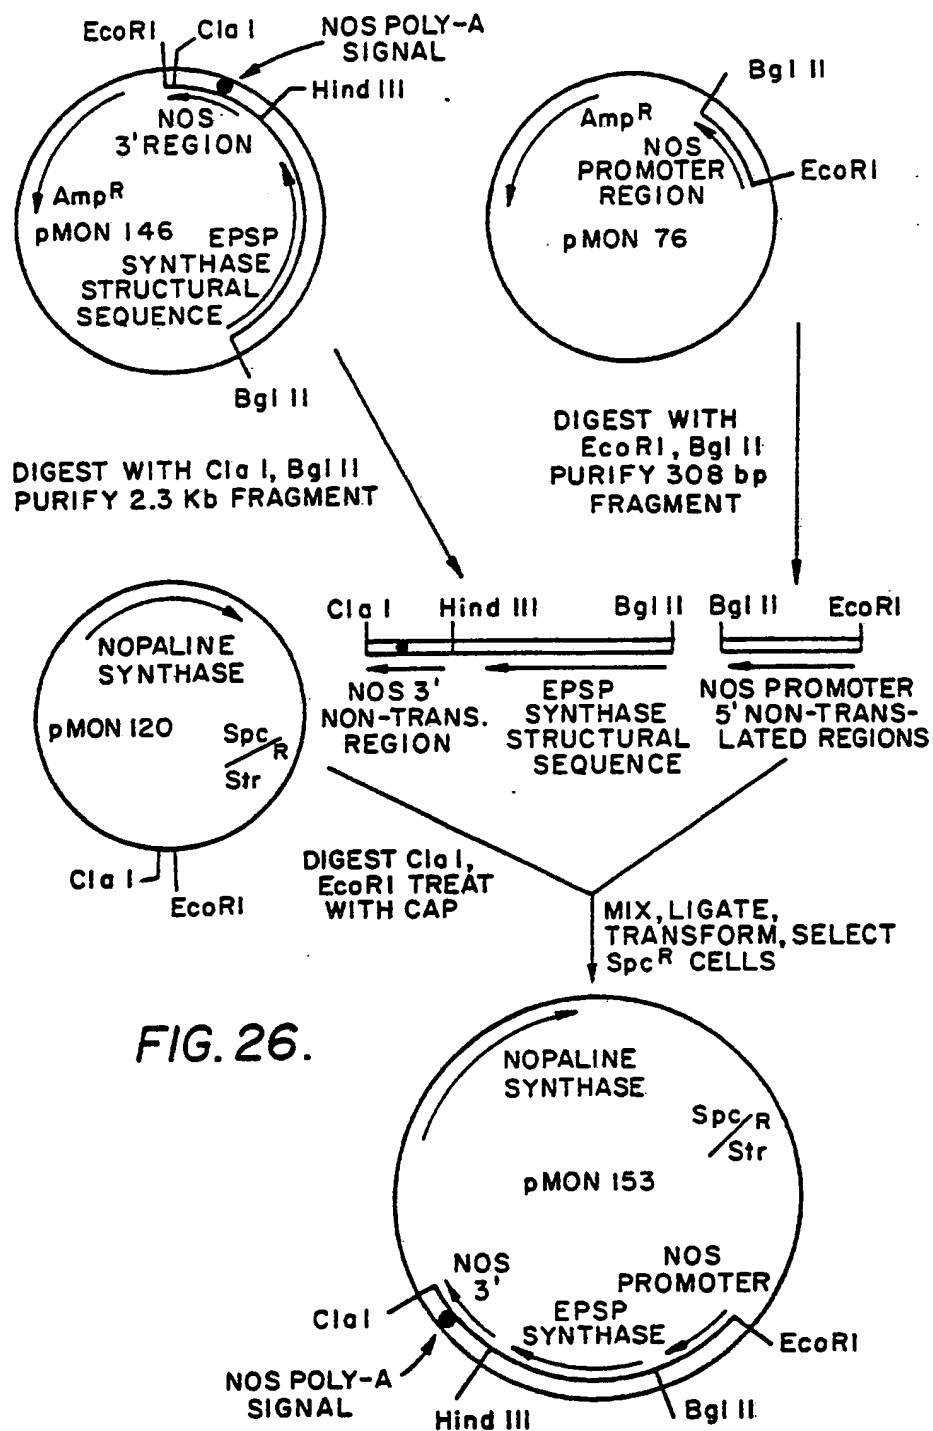 EcoRI
Cla I
NOS POLY-A
SIGNAL
Hind III
NOS
3' REGION
AmpR
pMON 146
EPSP
SYNTHASE
STRUCTURAL
SEQUENCE
Bgl II
Bgl II
AmpR
NOS
PROMOTER
REGION
EcoRI
pMON 76
DIGEST WITH Cla I, Bgl II
PURIFY 2.3 Kb FRAGMENT
DIGEST WITH
EcoRI, Bgl II
PURIFY 308 bp
FRAGMENT
NOPALINE
SYNTHASE
pMON 120
Spc/R
Str
Cla I
EcoRI
Cla I
Hind III
Bgl II
Bgl II
EcoRI
NOS 3'
NON-TRANS.
REGION
EPSP
SYNTHASE
STRUCTURAL
SEQUENCE
NOS PROMOTER
5' NON-TRANS-
LATED REGIONS
DIGEST Cla I,
EcoRI TREAT
WITH CAP
MIX, LIGATE,
TRANSFORM, SELECT
SpcR CELLS
FIG. 26.
NOPALINE
SYNTHASE
Spc/R
Str
pMON 153
NOS
3'
NOS
PROMOTER
EPSP
SYNTHASE
Cla I
EcoRI
NOS POLY-A
SIGNAL
Hind III
Bgl II